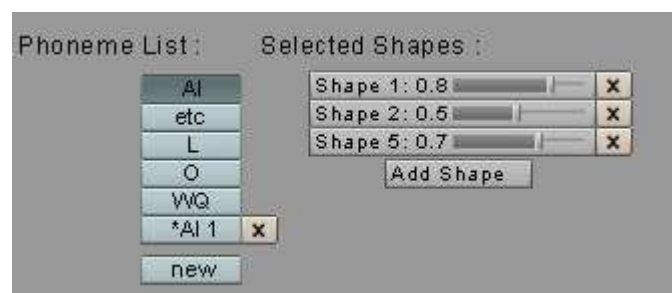 Phoneme List : Selected Shapes :
AI Shape 1: 0.8 x
etc Shape 2: 0.5 x
L Shape 5: 0.7 x
O Add Shape
WQ
*AI 1 x
new